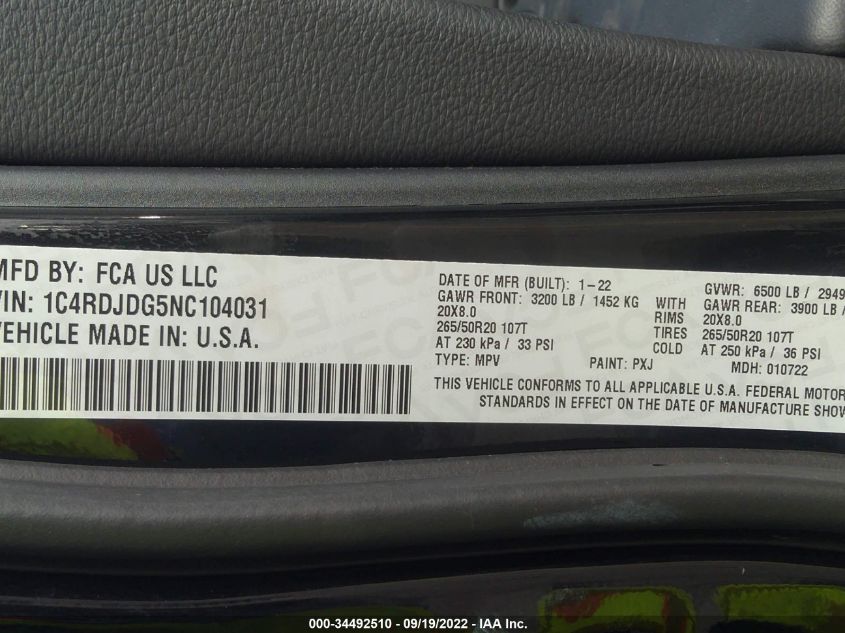 MFD BY: FCA US LLC
VIN: 1C4RDJDG5NC104031
VEHICLE MADE IN: U.S.A.
DATE OF MFR (BUILT): 1-22
GAWR FRONT: 3200 LB / 1452 KG
20X8.0
265/50R20 107T
AT 230 kPa / 33 PSI
TYPE: MPV PAINT: PXJ
WITH
RIMS
TIRES
COLD
GVWR: 6500 LB / 2949
GAWR REAR: 3900 LB /
20X8.0
265/50R20 107T
AT 250 kPa / 36 PSI
MDH: 010722
THIS VEHICLE CONFORMS TO ALL APPLICABLE U.S.A. FEDERAL MOTOR
STANDARDS IN EFFECT ON THE DATE OF MANUFACTURE SHOW
000-34492510 - 09/19/2022 - IAA Inc.